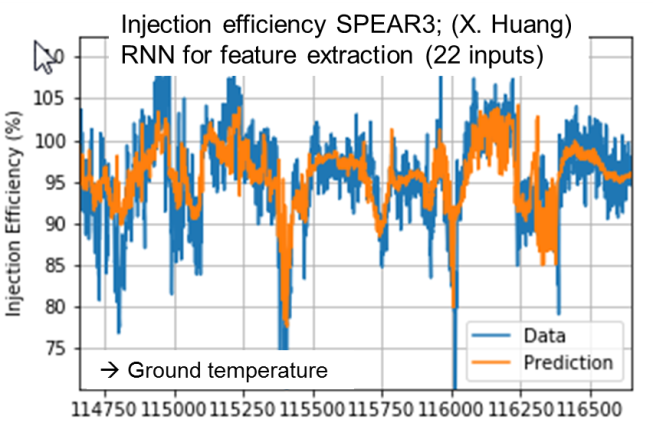 Injection efficiency SPEAR3; (X. Huang)
RNN for feature extraction (22 inputs)
Injection Efficiency (%)
105
100
95
90
85
80
75
Data
Prediction
→ Ground temperature
114750 115000 115250 115500 115750 116000 116250 116500